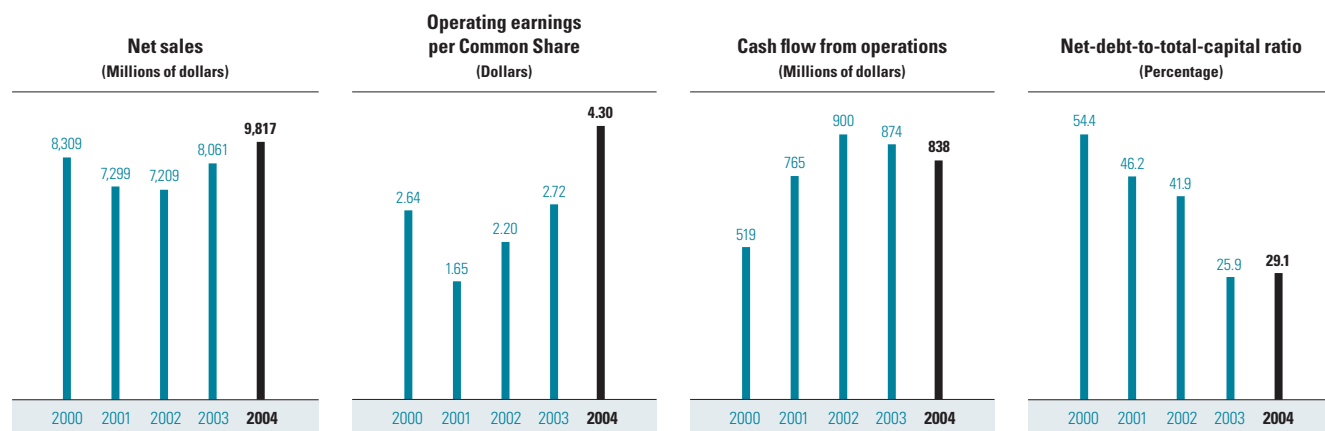 Net sales
(Millions of dollars)
8,309
7,299
7,209
8,061
9,817
2000 2001 2002 2003 2004
Operating earnings
per Common Share
(Dollars)
2.64
1.65
2.20
2.72
4.30
2000 2001 2002 2003 2004
Cash flow from operations
(Millions of dollars)
519
765
900
874
838
2000 2001 2002 2003 2004
Net-debt-to-total-capital ratio
(Percentage)
54.4
46.2
41.9
25.9
29.1
2000 2001 2002 2003 2004